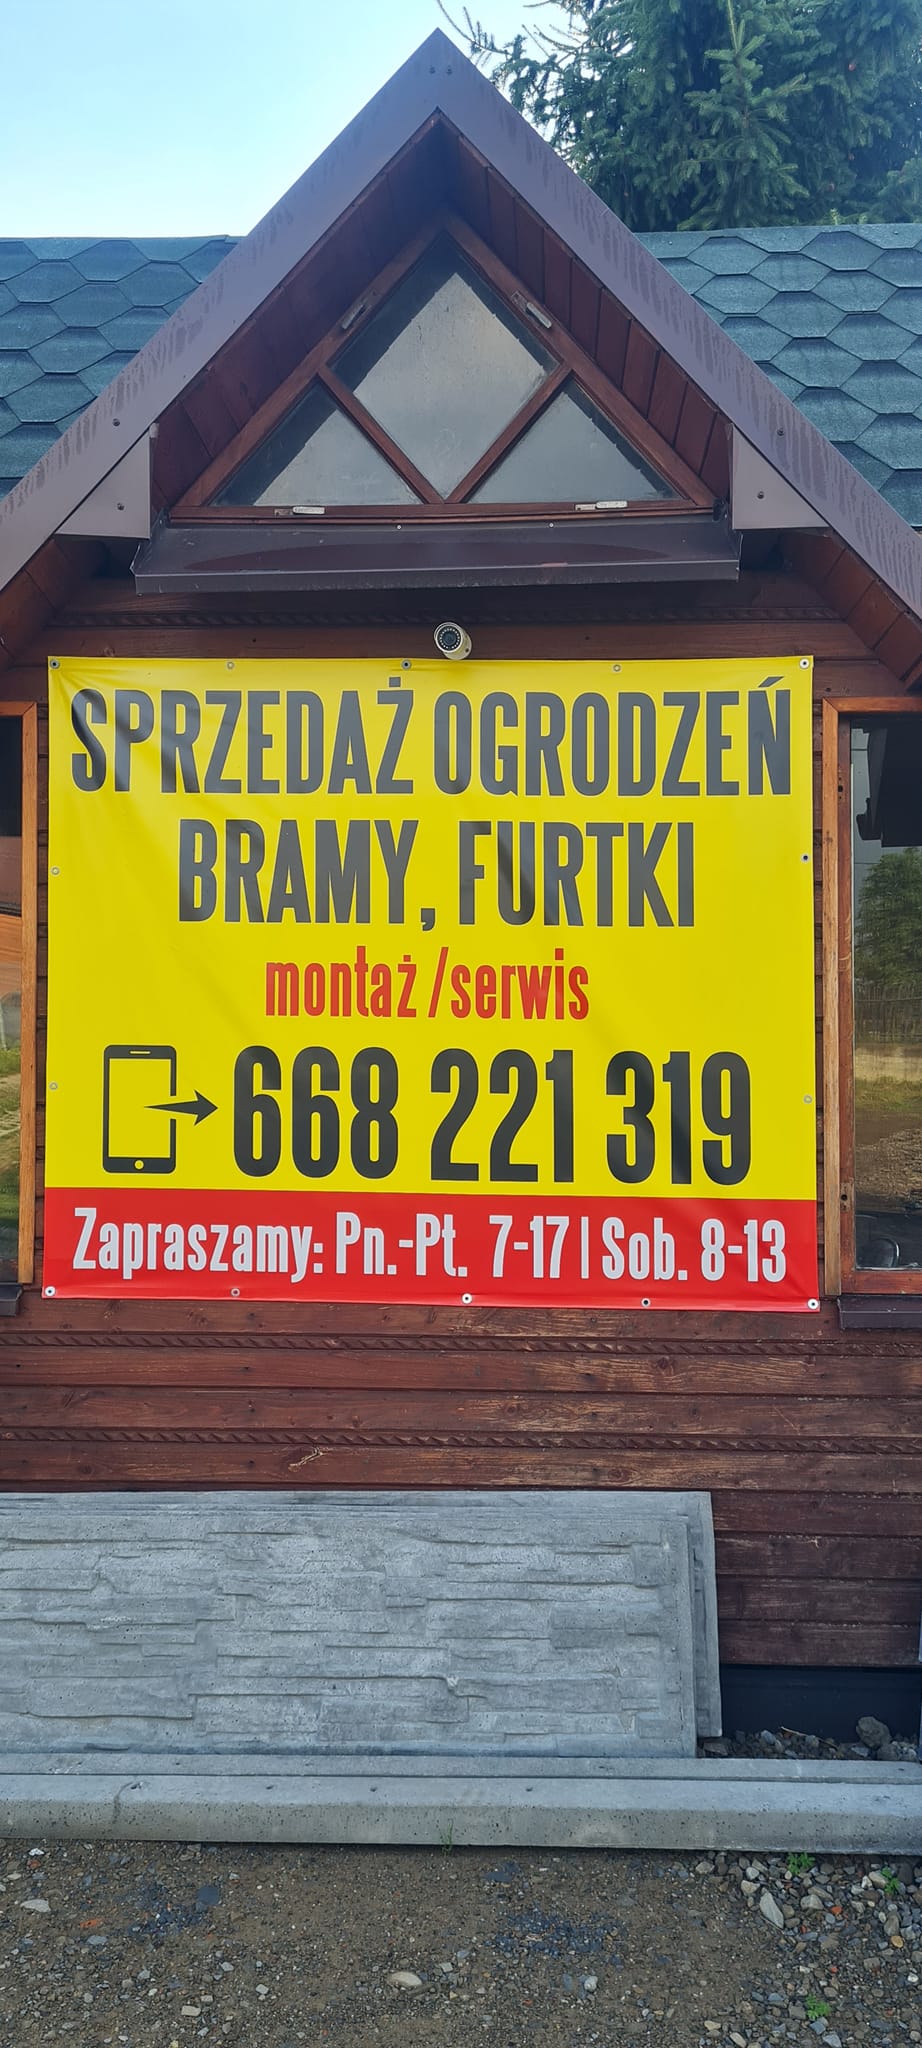 SPRZEDAŻ OGRODZEŃ
BRAMY, FURTKI
montaż /serwis
668 221 319
Zapraszamy: Pn.-Pt. 7-17 | Sob. 8-13